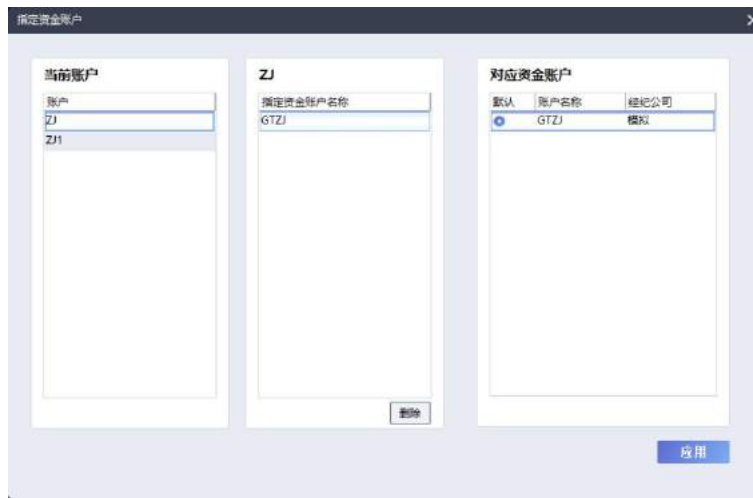 指定资金账户
当前账户
账户
ZJ
ZJ1
ZJ
指定资金账户名称
GTZJ
删除
对应资金账户
默认 账户名称 经纪公司
GTZJ 模拟
应用